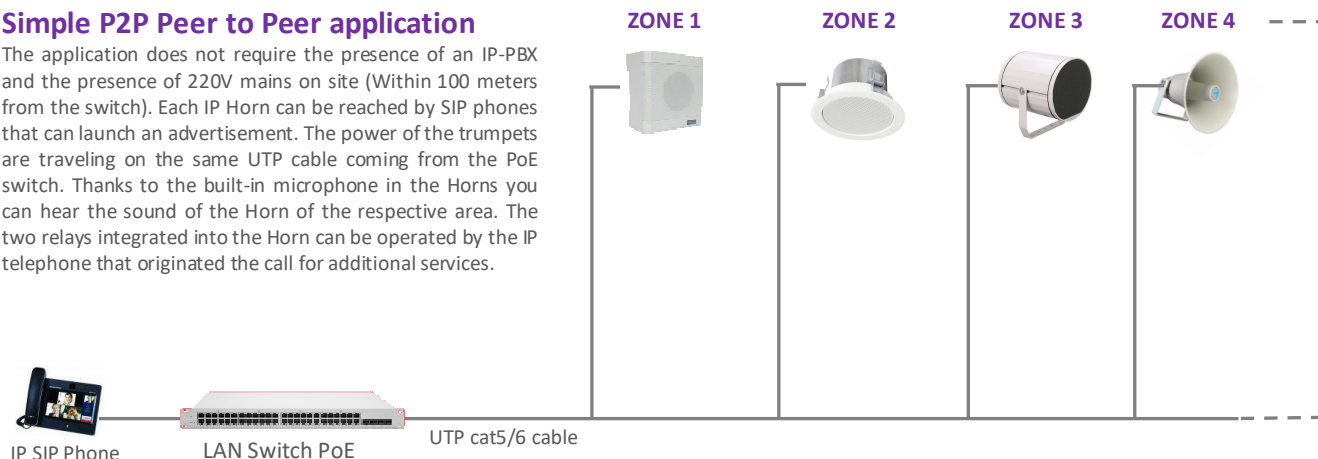 Simple P2P Peer to Peer application
The application does not require the presence of an IP-PBX
and the presence of 220V mains on site (Within 100 meters
from the switch). Each IP Horn can be reached by SIP phones
that can launch an advertisement. The power of the trumpets
are traveling on the same UTP cable coming from the PoE
switch. Thanks to the built-in microphone in the Horns you
can hear the sound of the Horn of the respective area. The
two relays integrated into the Horn can be operated by the IP
telephone that originated the call for additional services.
ZONE 1
ZONE 2
ZONE 3
ZONE 4
IP SIP Phone
LAN Switch PoE
UTP cat5/6 cable